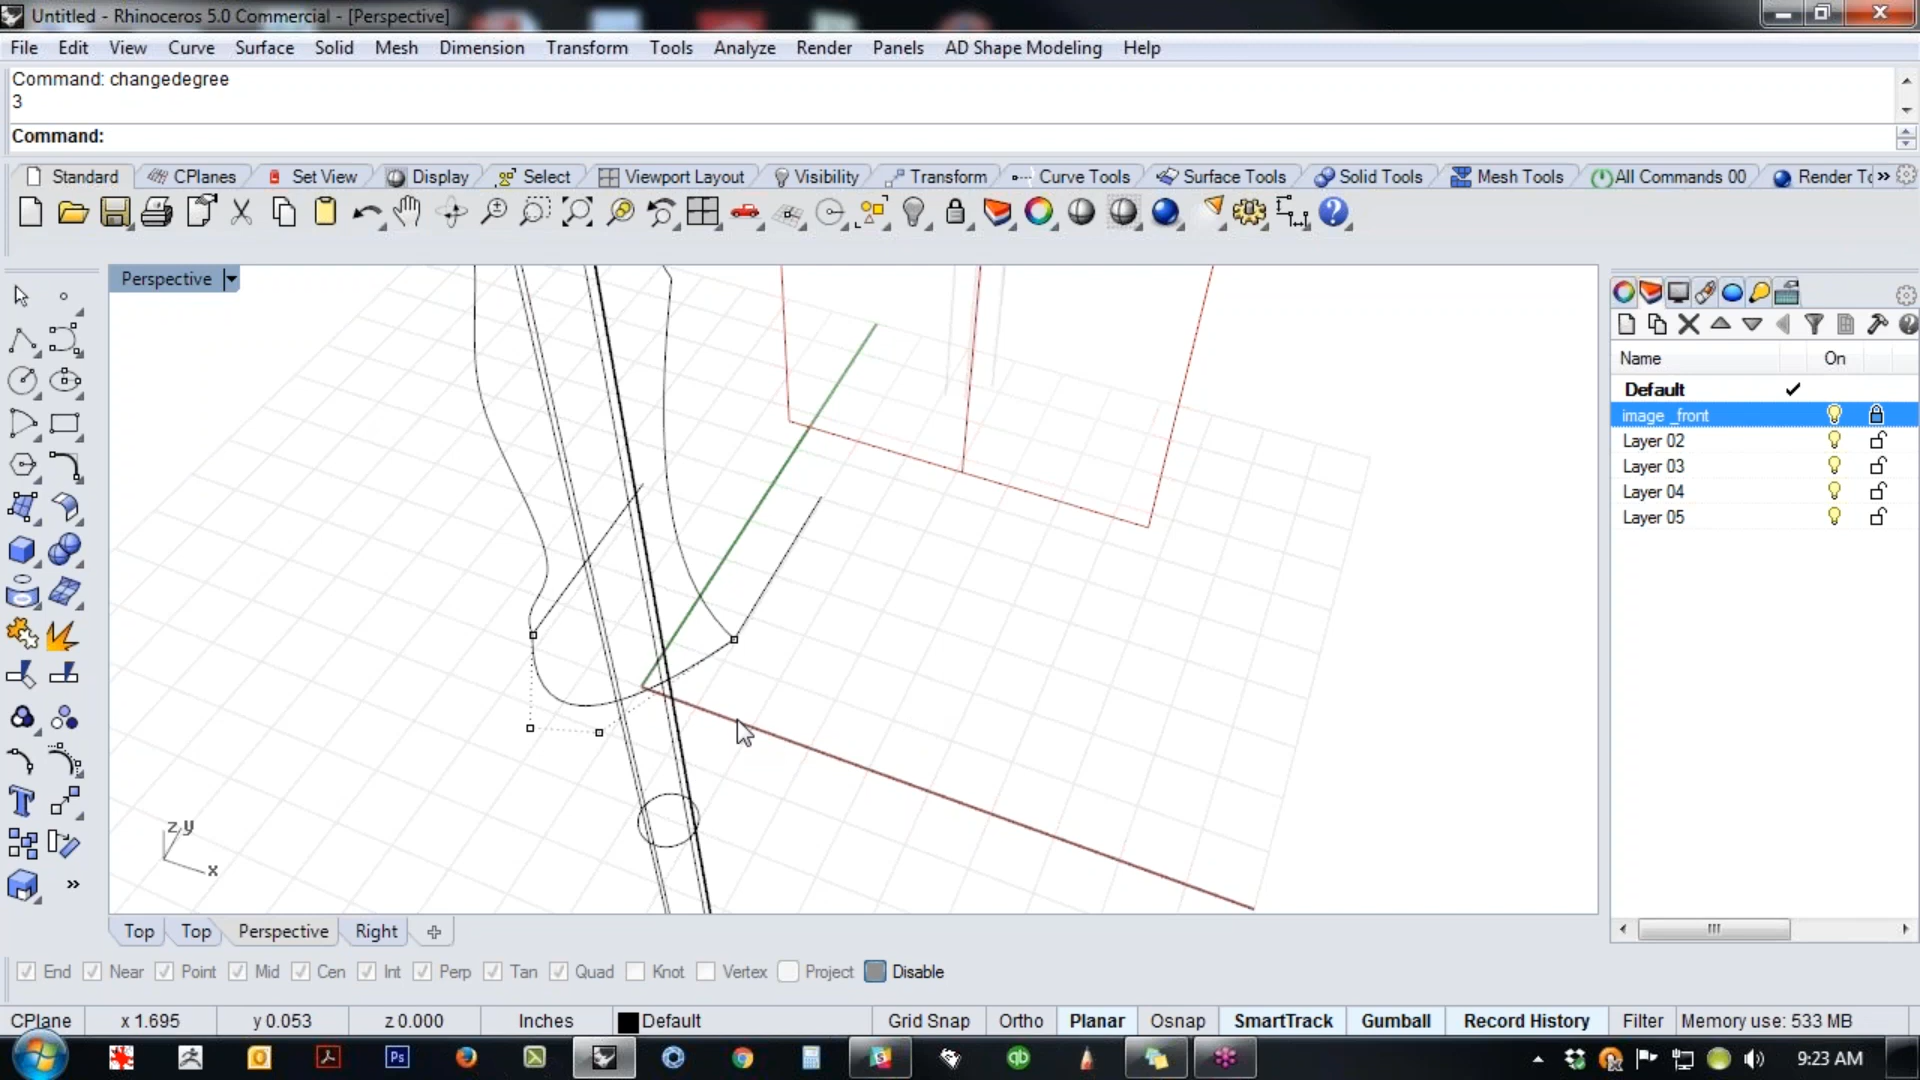 Untitled - Rhinoceros 5.0 Commercial - [Perspective]
File Edit View Curve Surface Solid Mesh Dimension Transform Tools Analyze Render Panels AD Shape Modeling Help
Command: changedegree
3
Command:
Standard CPlanes Set View Display Select Viewport Layout Visibility Transform Curve Tools Surface Tools Solid Tools Mesh Tools All Commands 00 Render To »
Perspective
Name On
Default
image _front
Layer 02
Layer 03
Layer 04
Layer 05
z y
x
Top Top Perspective Right
End Near Point Mid Cen Int Perp Tan Quad Knot Vertex Project Disable
CPlane x 1.695 y 0.053 z 0.000 Inches Default Grid Snap Ortho Planar Osnap SmartTrack Gumball Record History Filter Memory use: 533 MB
Ps qb 9:23 AM